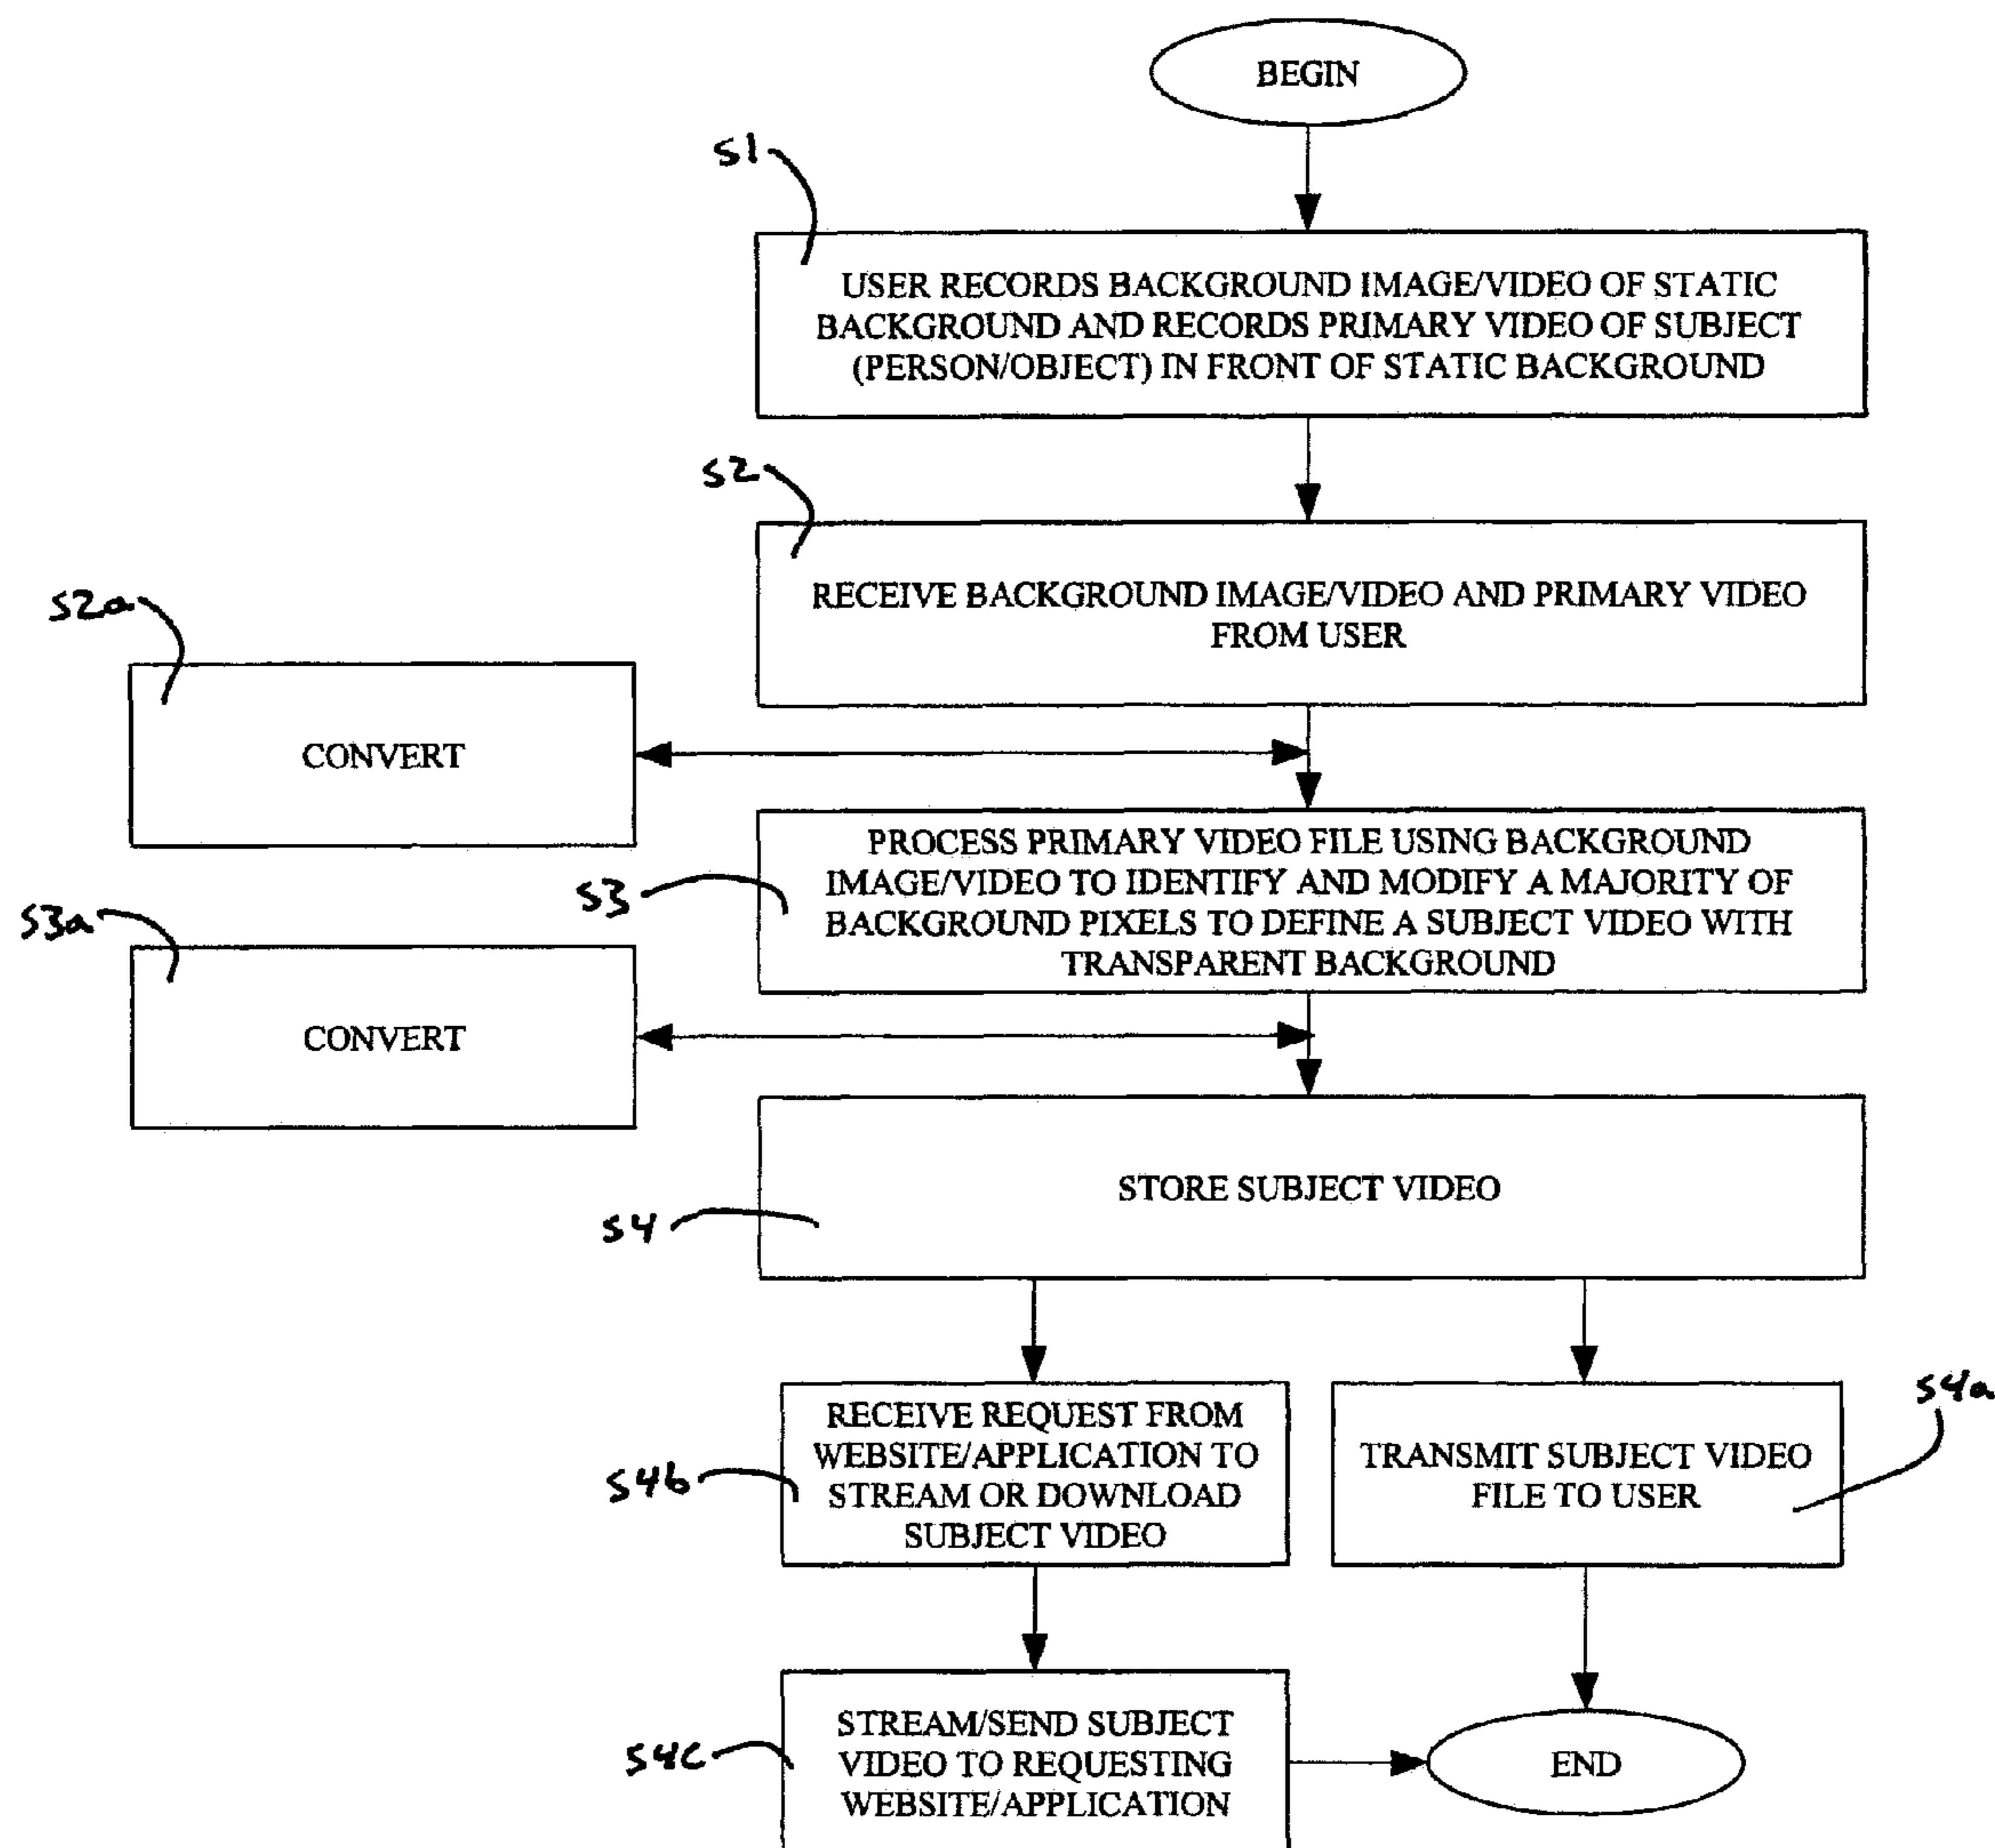 BEGIN
S1
USER RECORDS BACKGROUND IMAGE/VIDEO OF STATIC
BACKGROUND AND RECORDS PRIMARY VIDEO OF SUBJECT
(PERSON/OBJECT) IN FRONT OF STATIC BACKGROUND
S2
RECEIVE BACKGROUND IMAGE/VIDEO AND PRIMARY VIDEO
FROM USER
S2a
CONVERT
S3
PROCESS PRIMARY VIDEO FILE USING BACKGROUND
IMAGE/VIDEO TO IDENTIFY AND MODIFY A MAJORITY OF
BACKGROUND PIXELS TO DEFINE A SUBJECT VIDEO WITH
TRANSPARENT BACKGROUND
S3a
CONVERT
STORE SUBJECT VIDEO
S4
S4b
RECEIVE REQUEST FROM
WEBSITE/APPLICATION TO
STREAM OR DOWNLOAD
SUBJECT VIDEO
S4a
TRANSMIT SUBJECT VIDEO
FILE TO USER
S4c
STREAM/SEND SUBJECT
VIDEO TO REQUESTING
WEBSITE/APPLICATION
END